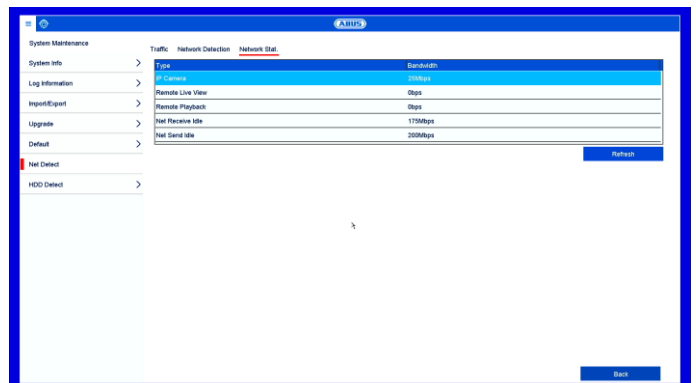 ABUS
System Maintenance
System Info
Log Information
Import/Export
Upgrade
Default
Net Detect
HDD Detect
Traffic Network Detection Network Stat.
Type Bandwidth
IP Camera 25Mbps
Remote Live View 0bps
Remote Playback 0bps
Net Receive Idle 175Mbps
Net Send Idle 200Mbps
Refresh
Back